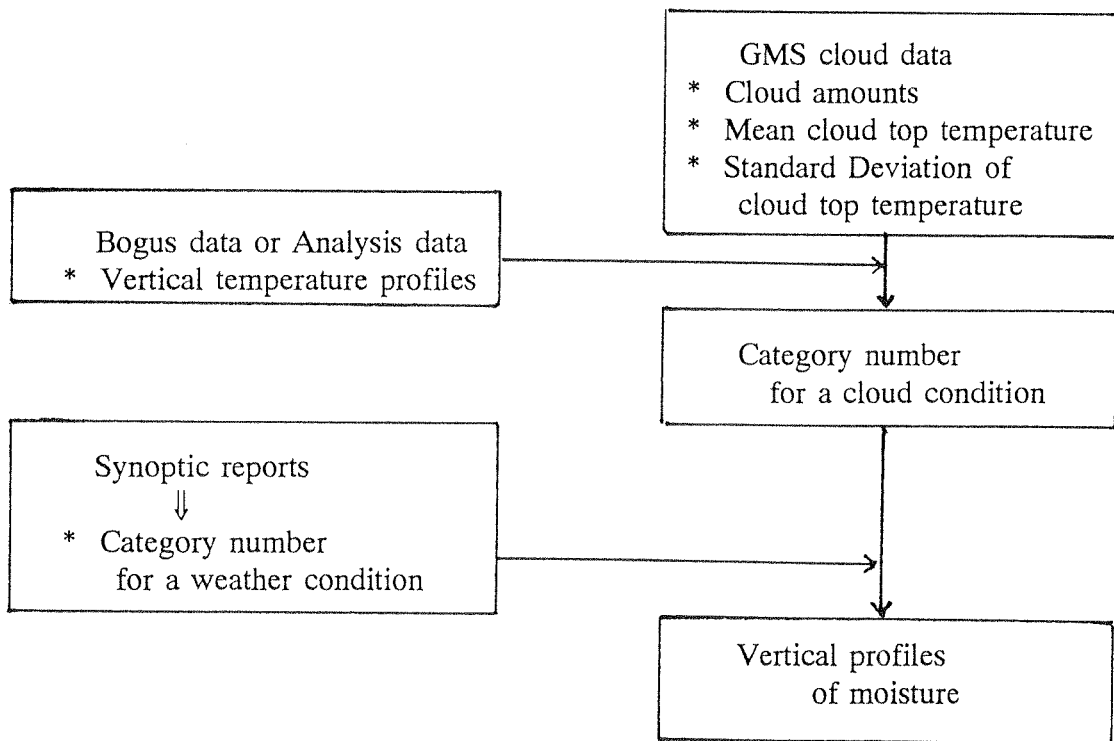 GMS cloud data
* Cloud amounts
* Mean cloud top temperature
* Standard Deviation of
cloud top temperature
Bogus data or Analysis data
* Vertical temperature profiles
Category number
for a cloud condition
Synoptic reports
⇓
* Category number
for a weather condition
Vertical profiles
of moisture